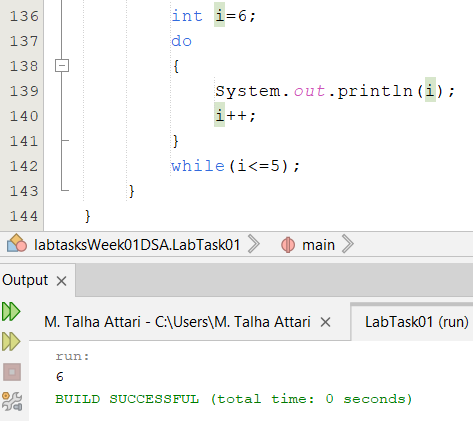 136 int i=6;
137 do
138 {
139 System.out.println(i);
140 i++;
141 }
142 while(i<=5);
143 }
144 }
labtasksWeek01DSA.LabTask01 main
Output ×
M. Talha Attari - C:\Users\M. Talha Attari × LabTask01 (run)
run:
6
BUILD SUCCESSFUL (total time: 0 seconds)